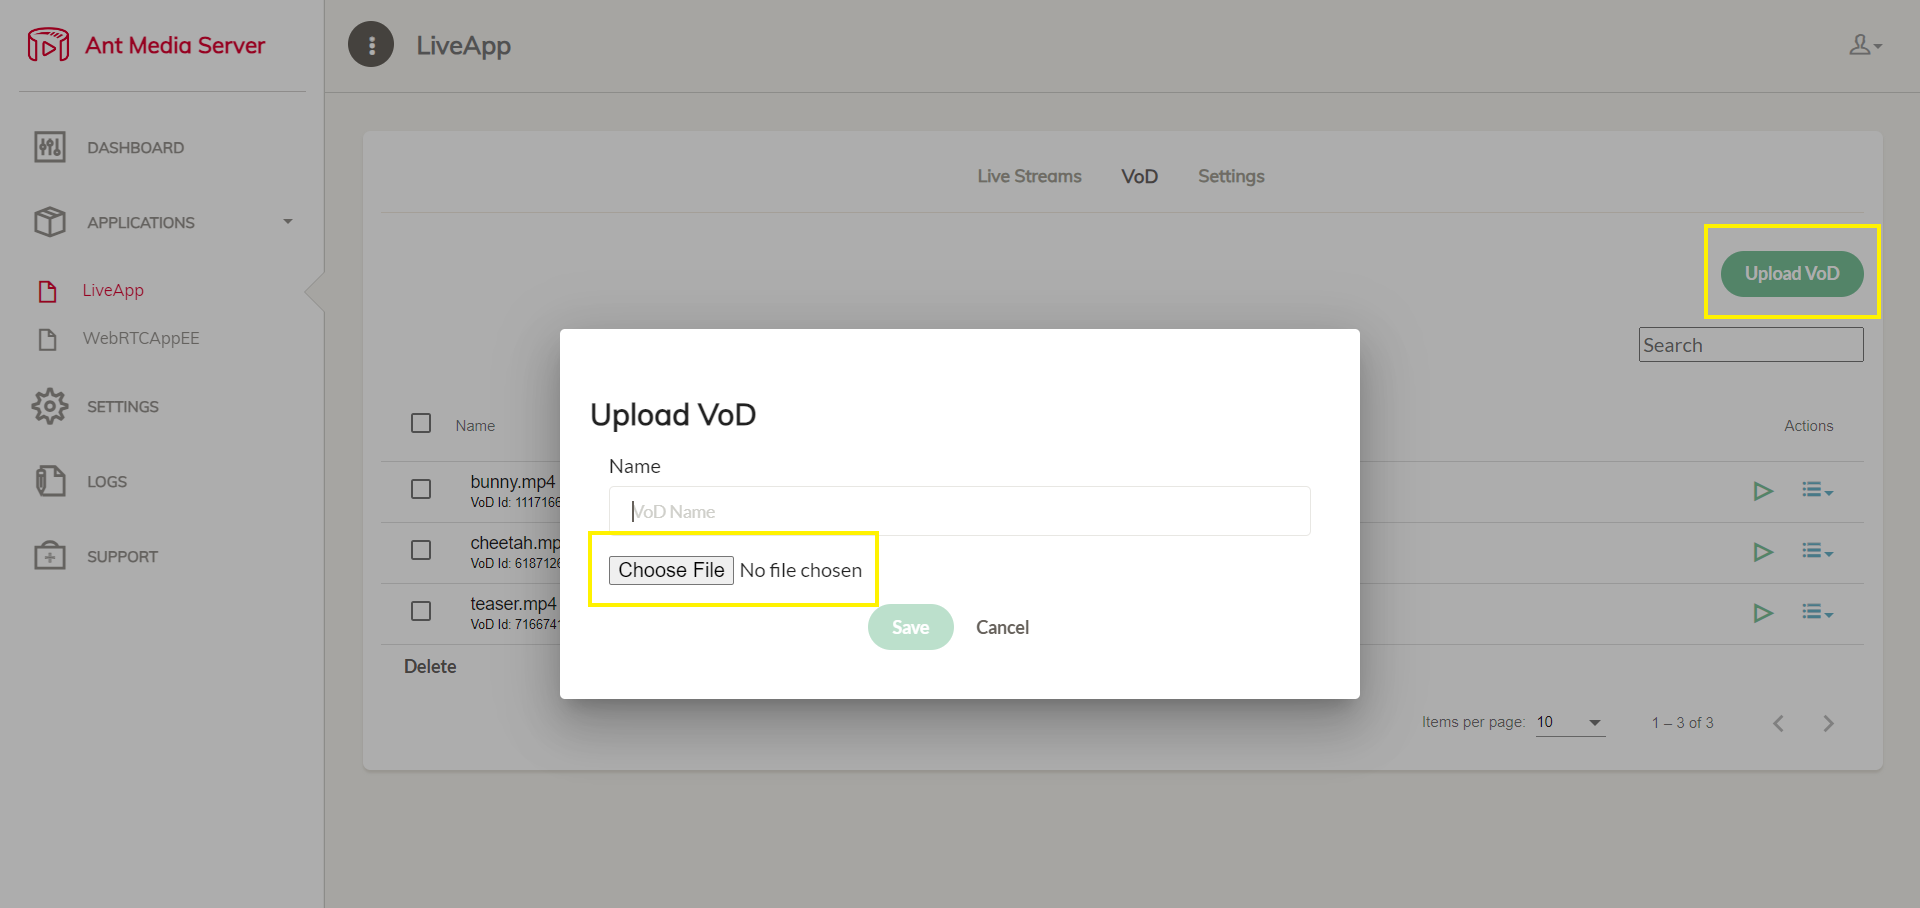 Ant Media Server
LiveApp
DASHBOARD
APPLICATIONS
LiveApp
WebRTCAppEE
SETTINGS
LOGS
SUPPORT
Live Streams VoD Settings
Upload VoD
Search
Name Actions
bunny.mp4
VoD Id: 1117166
cheetah.mp
VoD Id: 6187126
teaser.mp4
VoD Id: 716674
Delete
Items per page: 10 1 – 3 of 3
Upload VoD
Name
VoD Name
Choose File No file chosen
Save Cancel